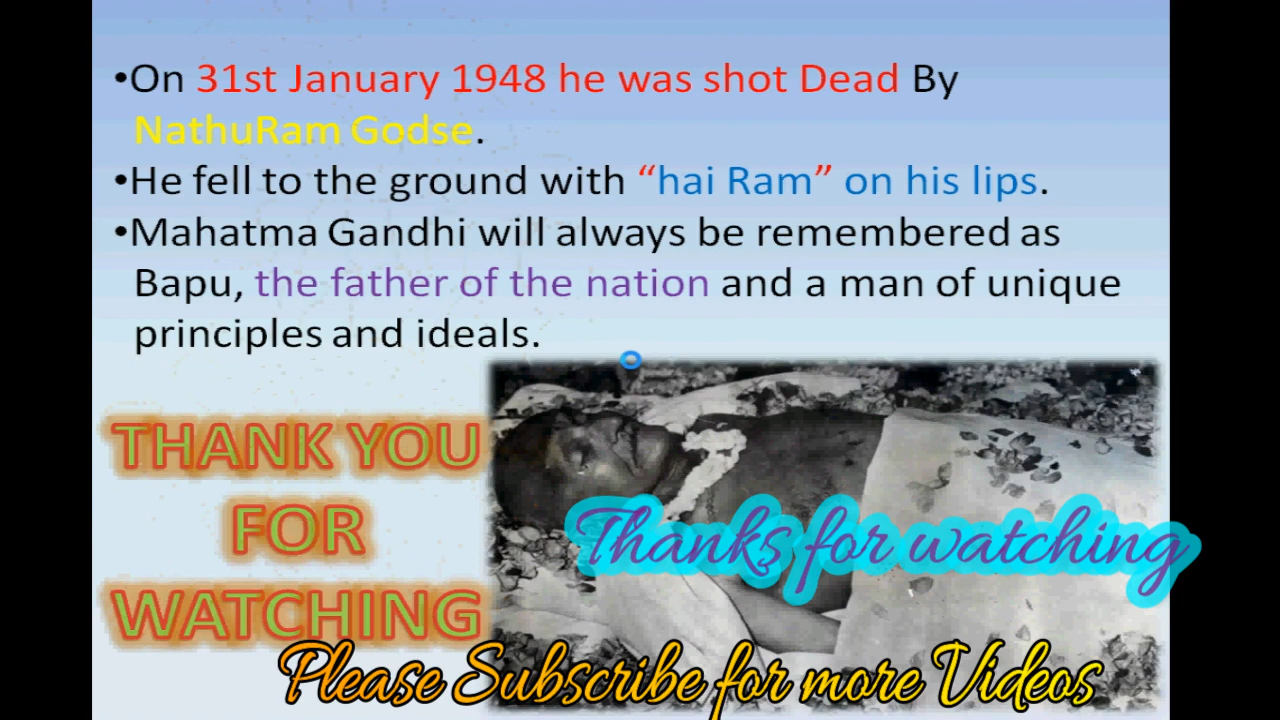 •On 31st January 1948 he was shot Dead By
NathuRam Godse.
•He fell to the ground with “hai Ram” on his lips.
•Mahatma Gandhi will always be remembered as
Bapu, the father of the nation and a man of unique
principles and ideals.
THANK YOU
FOR
WATCHING
Thanks for watching
Please Subscribe for more Videos